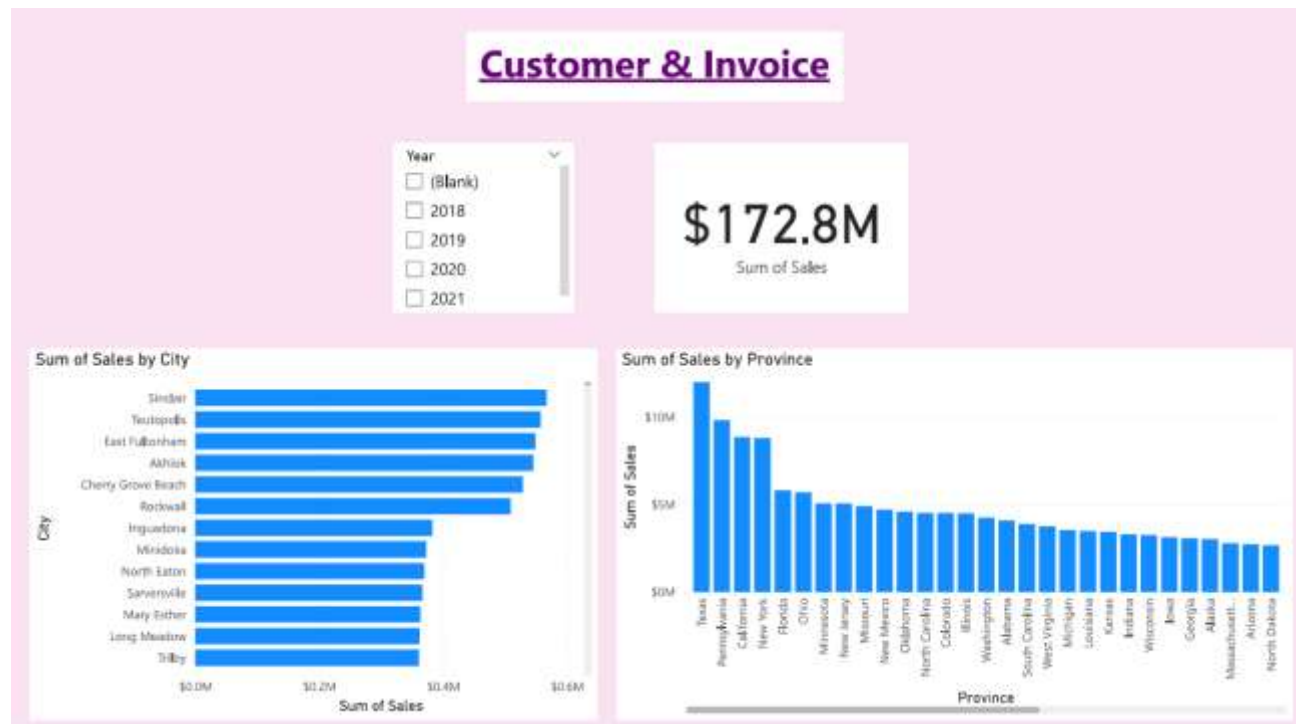 Customer & Invoice
Year
(Blank)
2018
2019
2020
2021
$172.8M
Sum of Sales
Sum of Sales by City
City
Sinclair
Teutopolis
East Fultonham
Akhiok
Cherry Grove Beach
Rockwall
Inguadona
Minidoka
North Eaton
Sarversville
Mary Esther
Long Meadow
Trilby
$0.0M
$0.2M
$0.4M
$0.6M
Sum of Sales
Sum of Sales by Province
Sum of Sales
$10M
$5M
$0M
Texas
Pennsylvania
California
New York
Florida
Ohio
Minnesota
New Jersey
Missouri
New Mexico
Oklahoma
North Carolina
Colorado
Illinois
Washington
Alabama
South Carolina
West Virginia
Michigan
Louisiana
Kansas
Indiana
Wisconsin
Iowa
Georgia
Alaska
Massachusett...
Arizona
North Dakota
Province